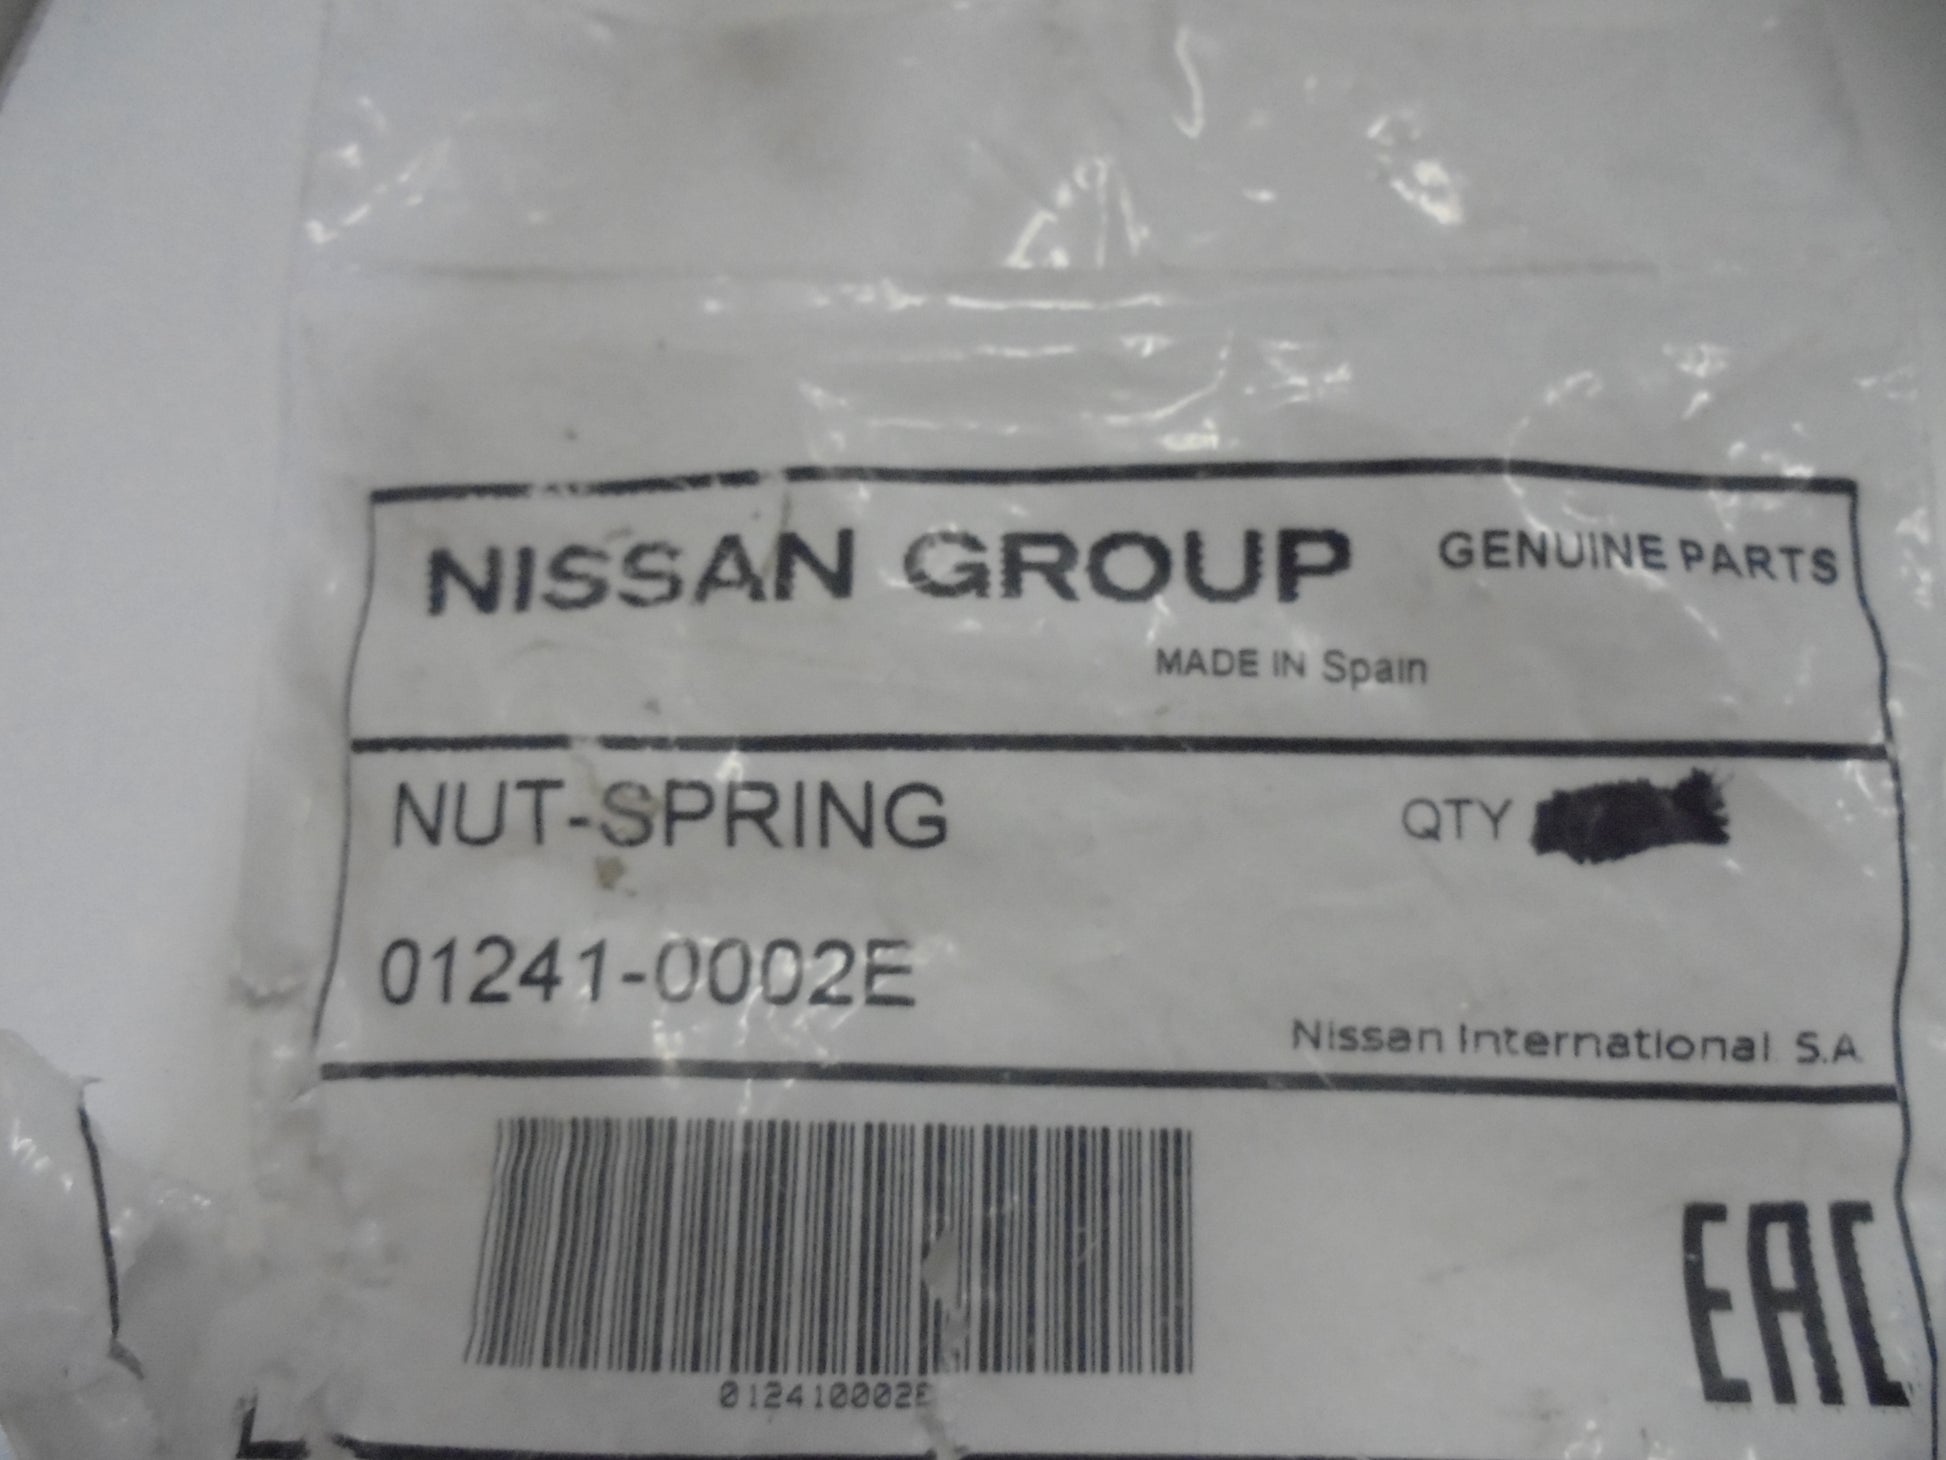 NISSAN GROUP GENUINE PARTS
MADE IN Spain
NUT-SPRING QTY
01241-0002E
Nissan International S.A
012410002E
EAC